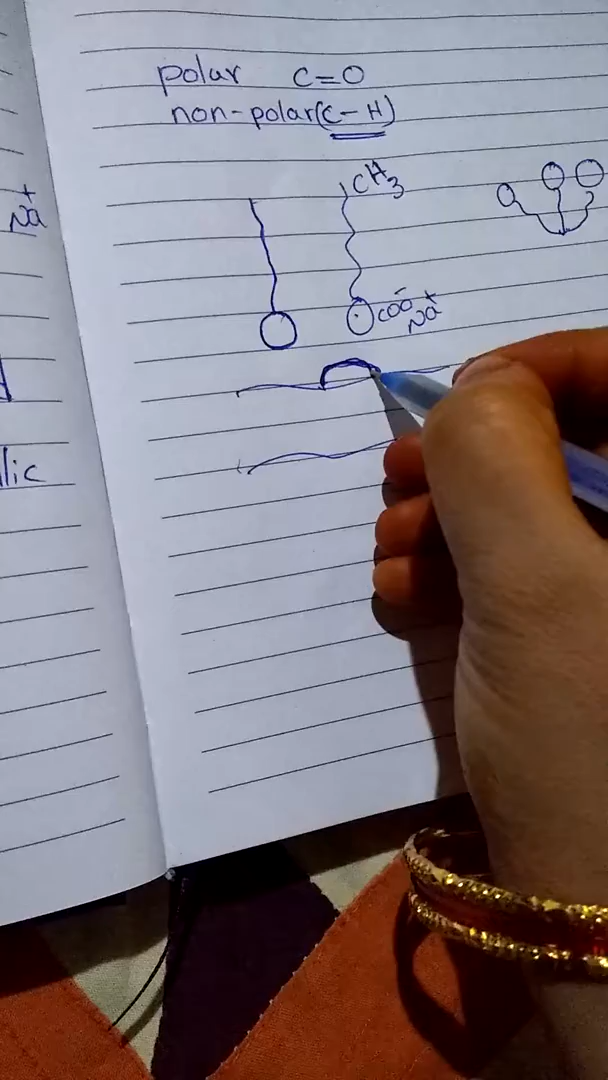 polar C=O
non-polar(C-H)
Na+
CH3
COO- Na+
lic